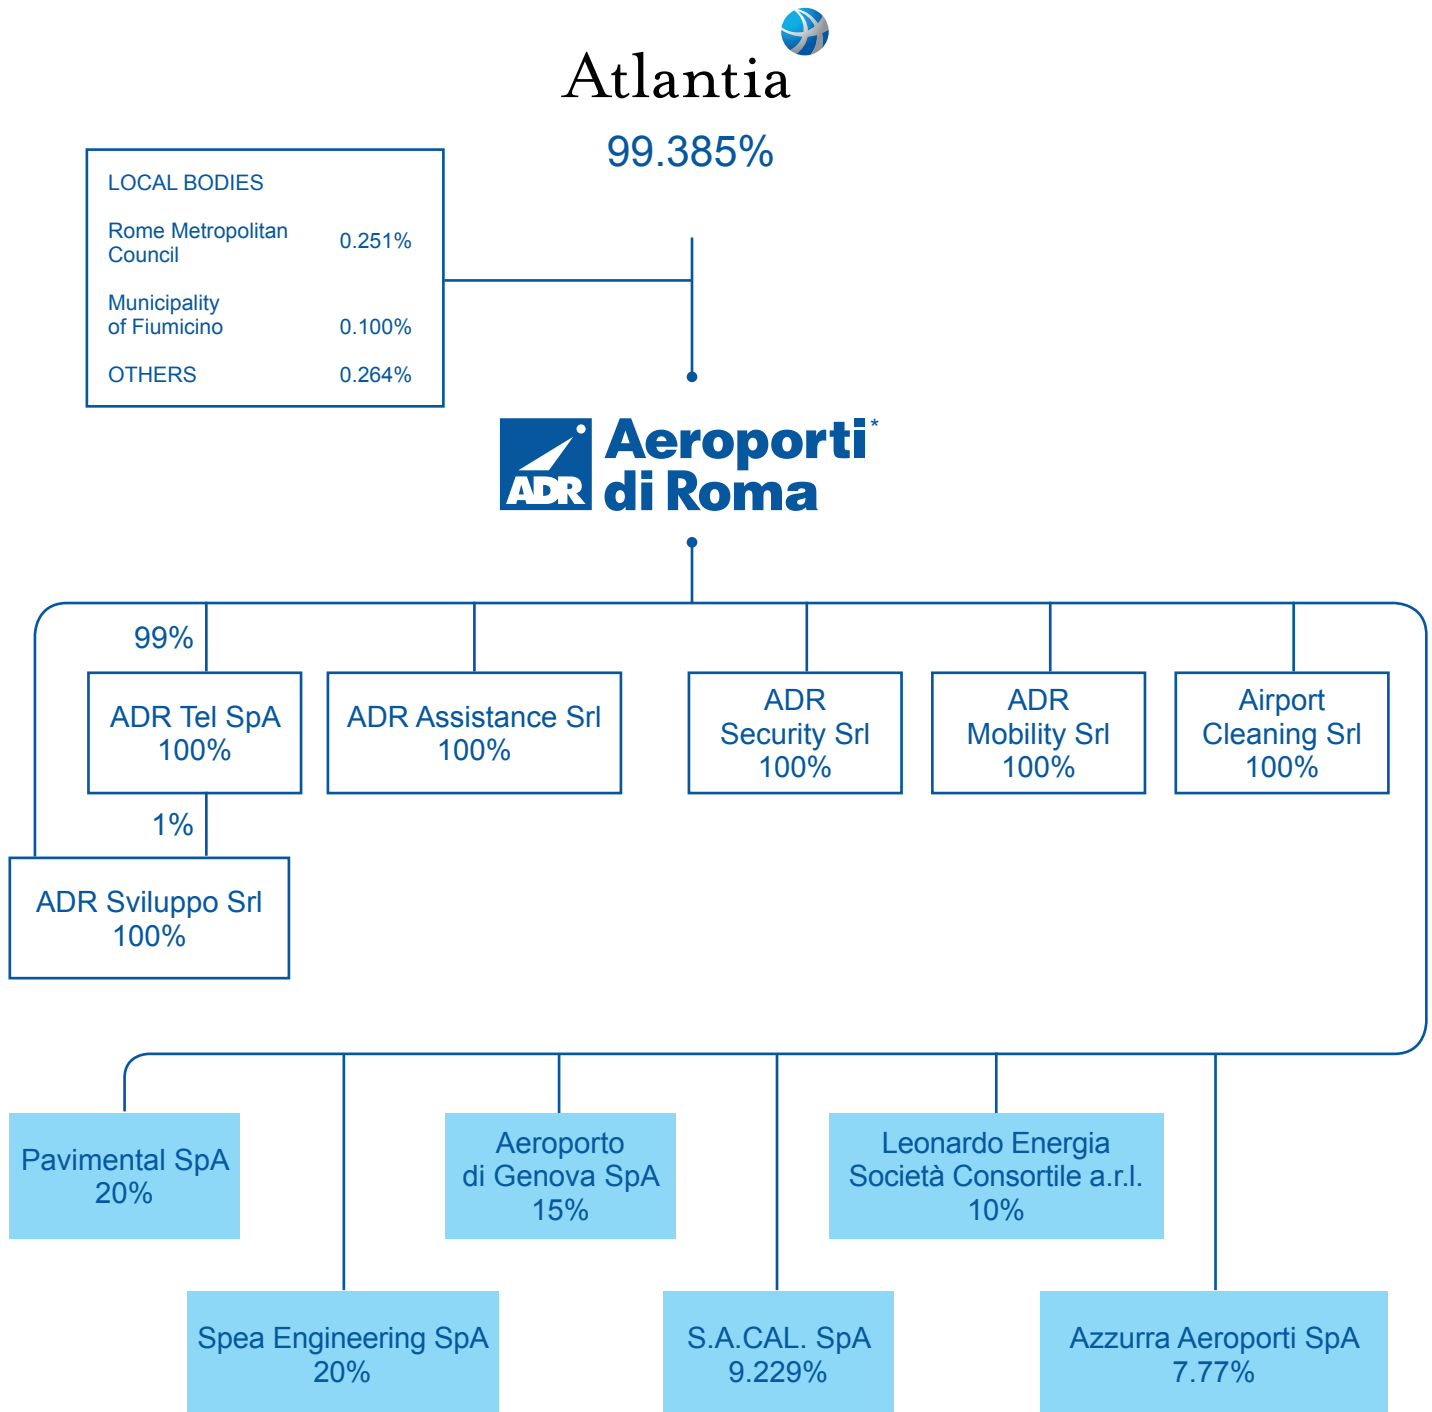 Atlantia
99.385%
LOCAL BODIES
Rome Metropolitan
Council
0.251%
Municipality
of Fiumicino
0.100%
OTHERS
0.264%
ADR
Aeroporti*
di Roma
99%
ADR Tel SpA
100%
ADR Assistance Srl
100%
ADR
Security Srl
100%
ADR
Mobility Srl
100%
Airport
Cleaning Srl
100%
1%
ADR Sviluppo Srl
100%
Pavimental SpA
20%
Aeroporto
di Genova SpA
15%
Leonardo Energia
Società Consortile a.r.l.
10%
Spea Engineering SpA
20%
S.A.CAL. SpA
9.229%
Azzurra Aeroporti SpA
7.77%